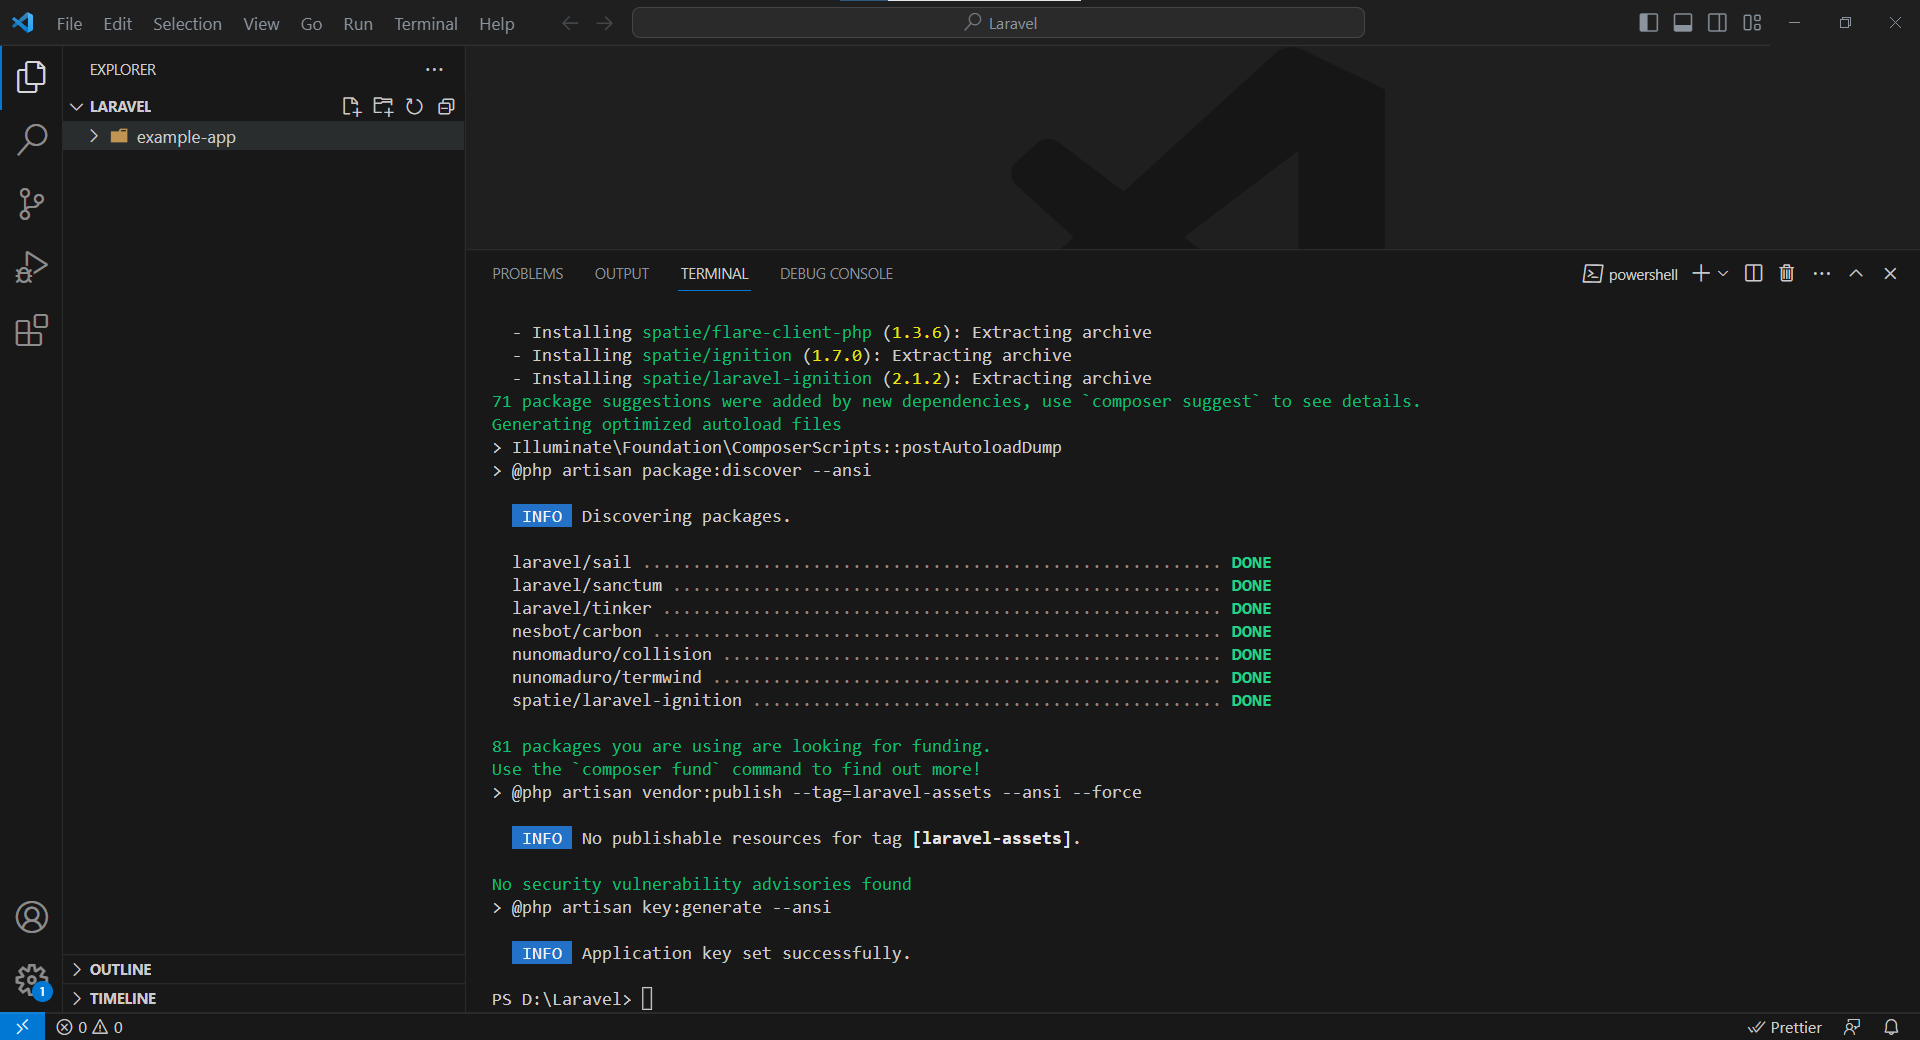 File Edit Selection View Go Run Terminal Help
Laravel
EXPLORER
LARAVEL
example-app
OUTLINE
TIMELINE
PROBLEMS OUTPUT TERMINAL DEBUG CONSOLE
powershell
- Installing spatie/flare-client-php (1.3.6): Extracting archive
- Installing spatie/ignition (1.7.0): Extracting archive
- Installing spatie/laravel-ignition (2.1.2): Extracting archive
71 package suggestions were added by new dependencies, use `composer suggest` to see details.
Generating optimized autoload files
> Illuminate\Foundation\ComposerScripts::postAutoloadDump
> @php artisan package:discover --ansi
INFO Discovering packages.
laravel/sail .......................................................... DONE
laravel/sanctum ....................................................... DONE
laravel/tinker ........................................................ DONE
nesbot/carbon ......................................................... DONE
nunomaduro/collision .................................................. DONE
nunomaduro/termwind ................................................... DONE
spatie/laravel-ignition ............................................... DONE
81 packages you are using are looking for funding.
Use the `composer fund` command to find out more!
> @php artisan vendor:publish --tag=laravel-assets --ansi --force
INFO No publishable resources for tag [laravel-assets].
No security vulnerability advisories found
> @php artisan key:generate --ansi
INFO Application key set successfully.
PS D:\Laravel>
1
0 0
Prettier